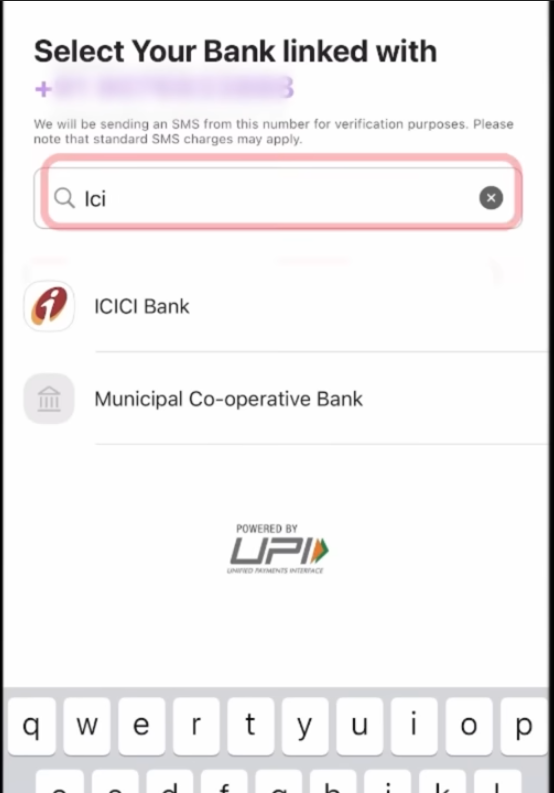 Select Your Bank linked with
+
We will be sending an SMS from this number for verification purposes. Please
note that standard SMS charges may apply.
Ici
ICICI Bank
Municipal Co-operative Bank
POWERED BY
UPI
UNIFIED PAYMENTS INTERFACE
q w e r t y u i o p